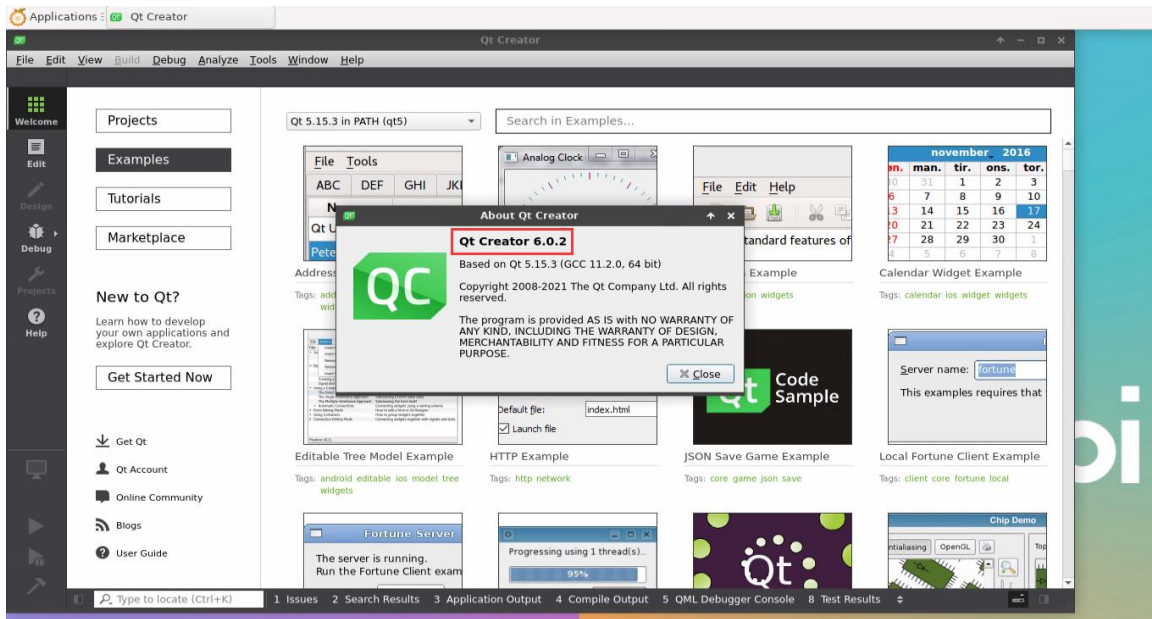 Applications
Qt Creator
Qt Creator
File Edit View Build Debug Analyze Tools Window Help
Welcome
Edit
Design
Debug
Projects
Help
Projects
Examples
Tutorials
Marketplace
New to Qt?
Learn how to develop
your own applications and
explore Qt Creator.
Get Started Now
Get Qt
Qt Account
Online Community
Blogs
User Guide
Qt 5.15.3 in PATH (qt5)
Search in Examples...
File Tools
ABC DEF GHI JKL
Analog Clock
File Edit Help
tandard features of
november 2016
man. tir. ons. tor.
31 1 2 3
7 8 9 10
14 15 16 17
21 22 23 24
28 29 30 1
5 6 7 8
About Qt Creator
Qt Creator 6.0.2
Based on Qt 5.15.3 (GCC 11.2.0, 64 bit)
Copyright 2008-2021 The Qt Company Ltd. All rights
reserved.
The program is provided AS IS with NO WARRANTY OF
ANY KIND, INCLUDING THE WARRANTY OF DESIGN,
MERCHANTABILITY AND FITNESS FOR A PARTICULAR
PURPOSE.
Close
QC
Address
Tags:
Example
widgets
Calendar Widget Example
Tags: calendar ios widget widgets
Default file: index.html
Launch file
Qt Code
Sample
Server name: fortune
This examples requires that
Editable Tree Model Example
Tags: android editable ios model tree
widgets
HTTP Example
Tags: http network
JSON Save Game Example
Tags: core game json save
Local Fortune Client Example
Tags: client core fortune local
Fortune Server
The server is running.
Run the Fortune Client exam
Progressing using 1 thread(s)...
95%
Qt
Chip Demo
ntialiasing OpenGL Top
Type to locate (Ctrl+K)
1 Issues 2 Search Results 3 Application Output 4 Compile Output 5 QML Debugger Console 8 Test Results
pi